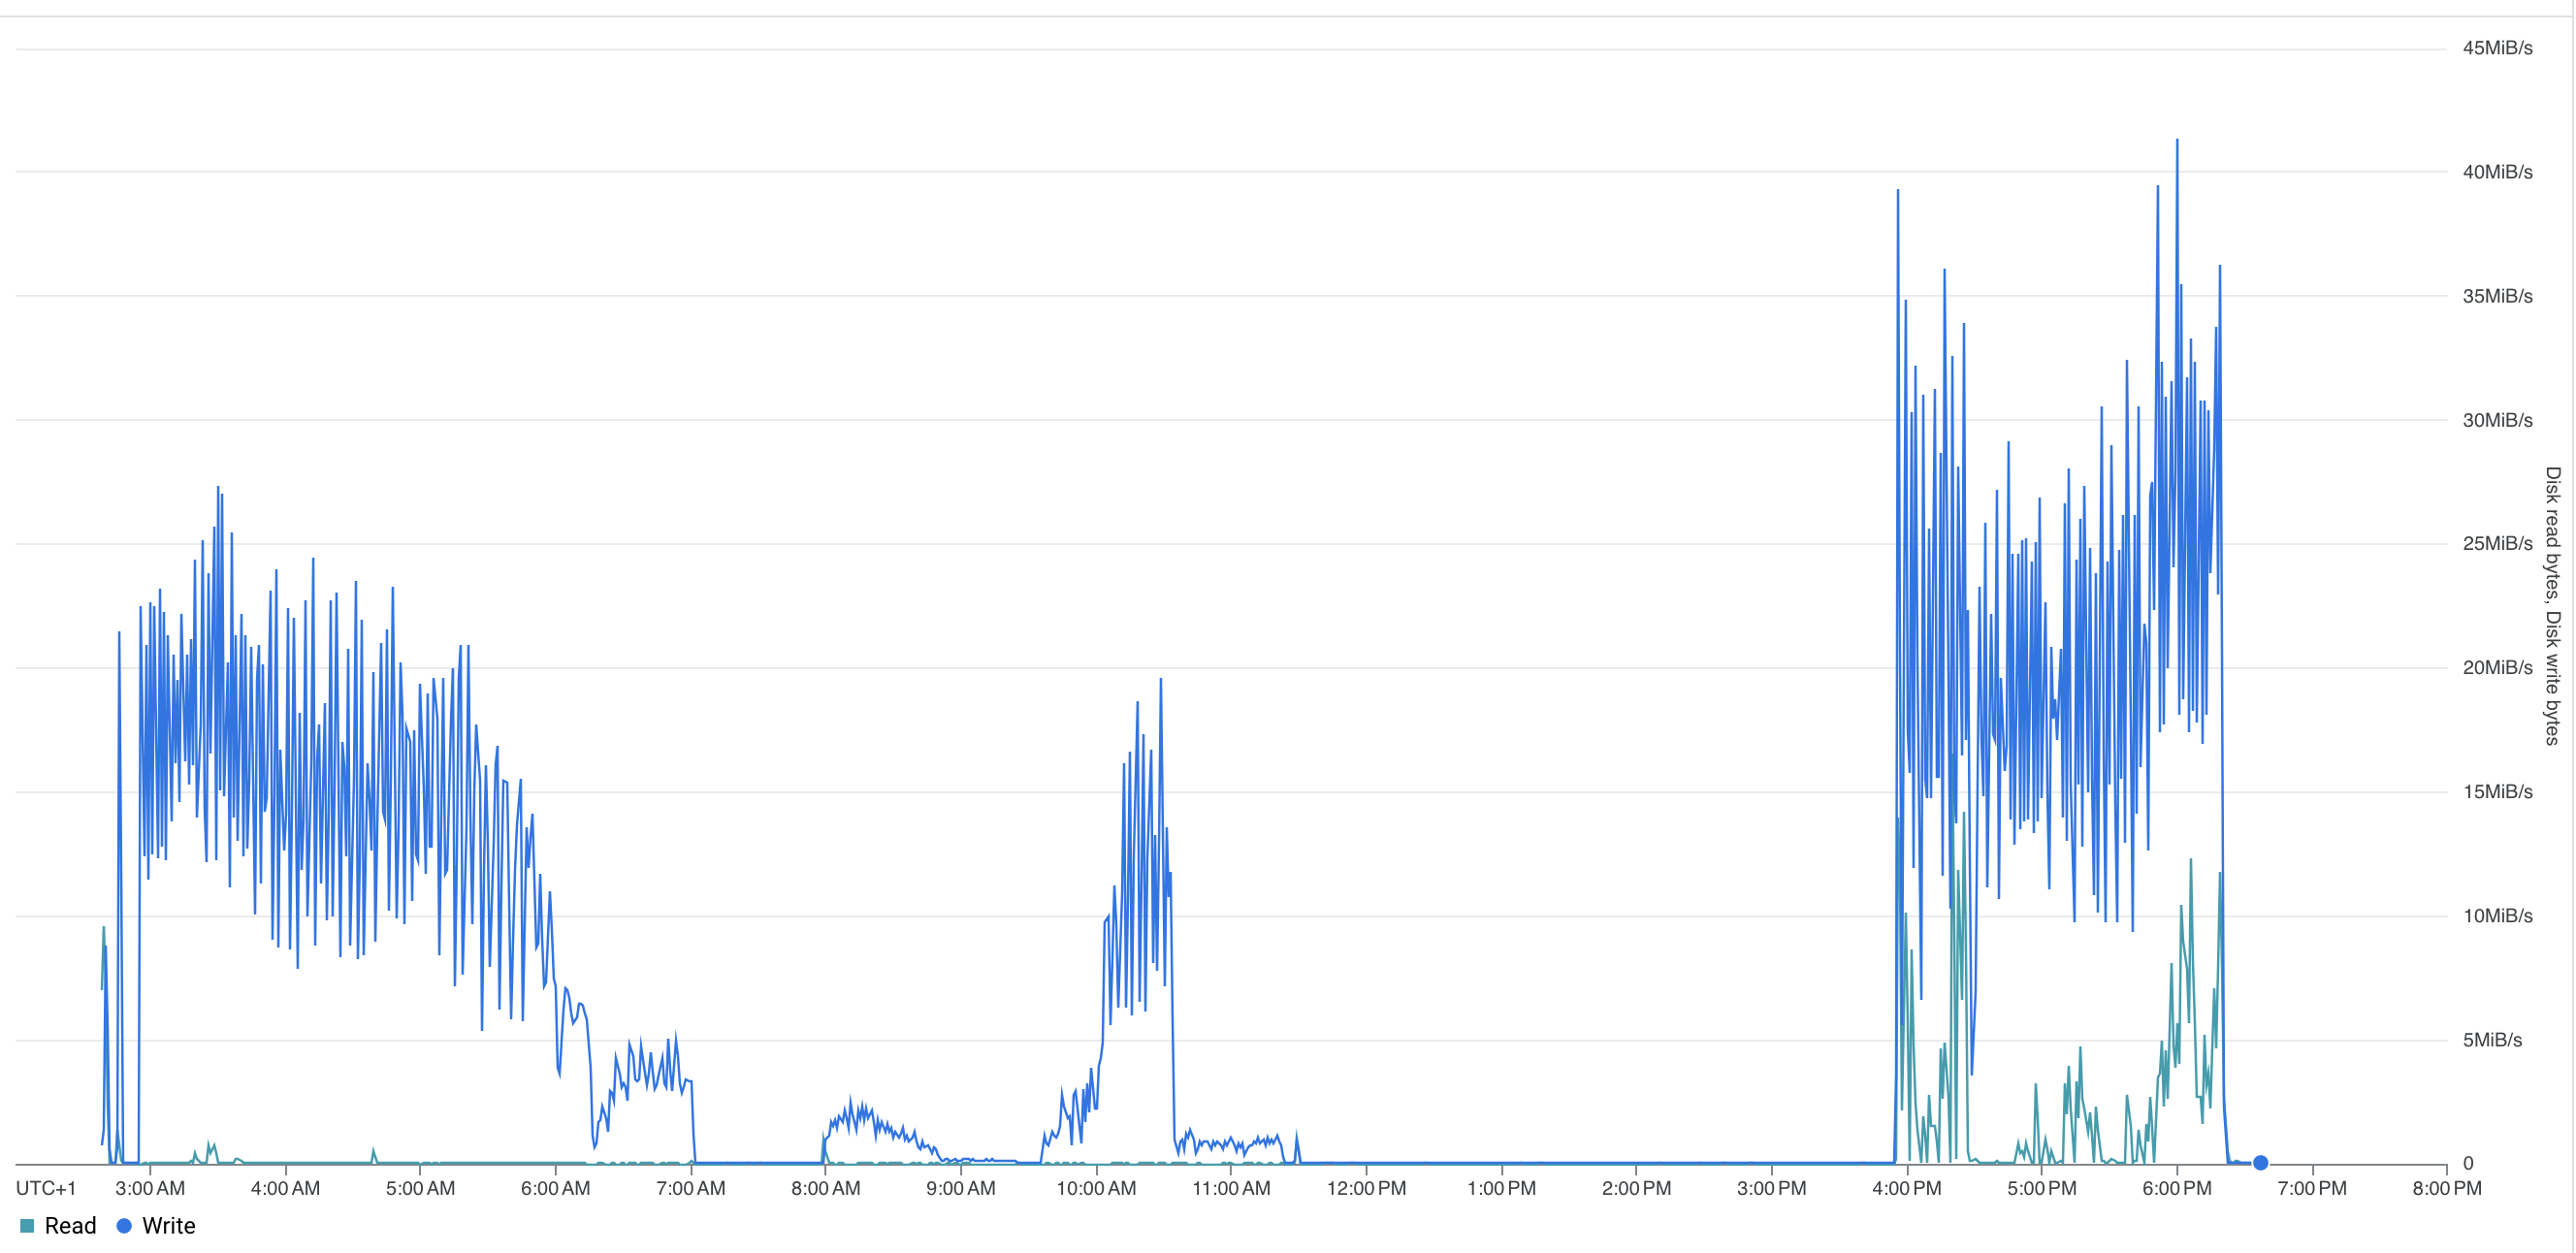 45MiB/s
40MiB/s
35MiB/s
30MiB/s
25MiB/s
20MiB/s
15MiB/s
10MiB/s
5MiB/s
0
Disk read bytes, Disk write bytes
UTC+1 3:00 AM 4:00 AM 5:00 AM 6:00 AM 7:00 AM 8:00 AM 9:00 AM 10:00 AM 11:00 AM 12:00 PM 1:00 PM 2:00 PM 3:00 PM 4:00 PM 5:00 PM 6:00 PM 7:00 PM 8:00 PM
Read Write